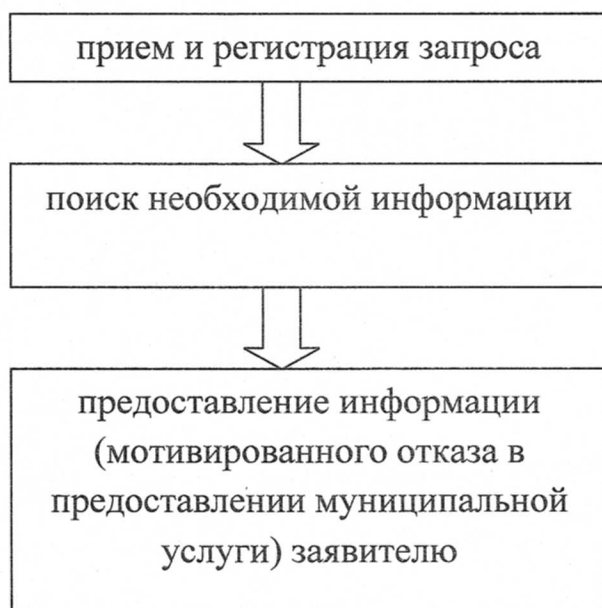 прием и регистрация запроса
поиск необходимой информации
предоставление информации
(мотивированного отказа в
предоставлении муниципальной
услуги) заявителю